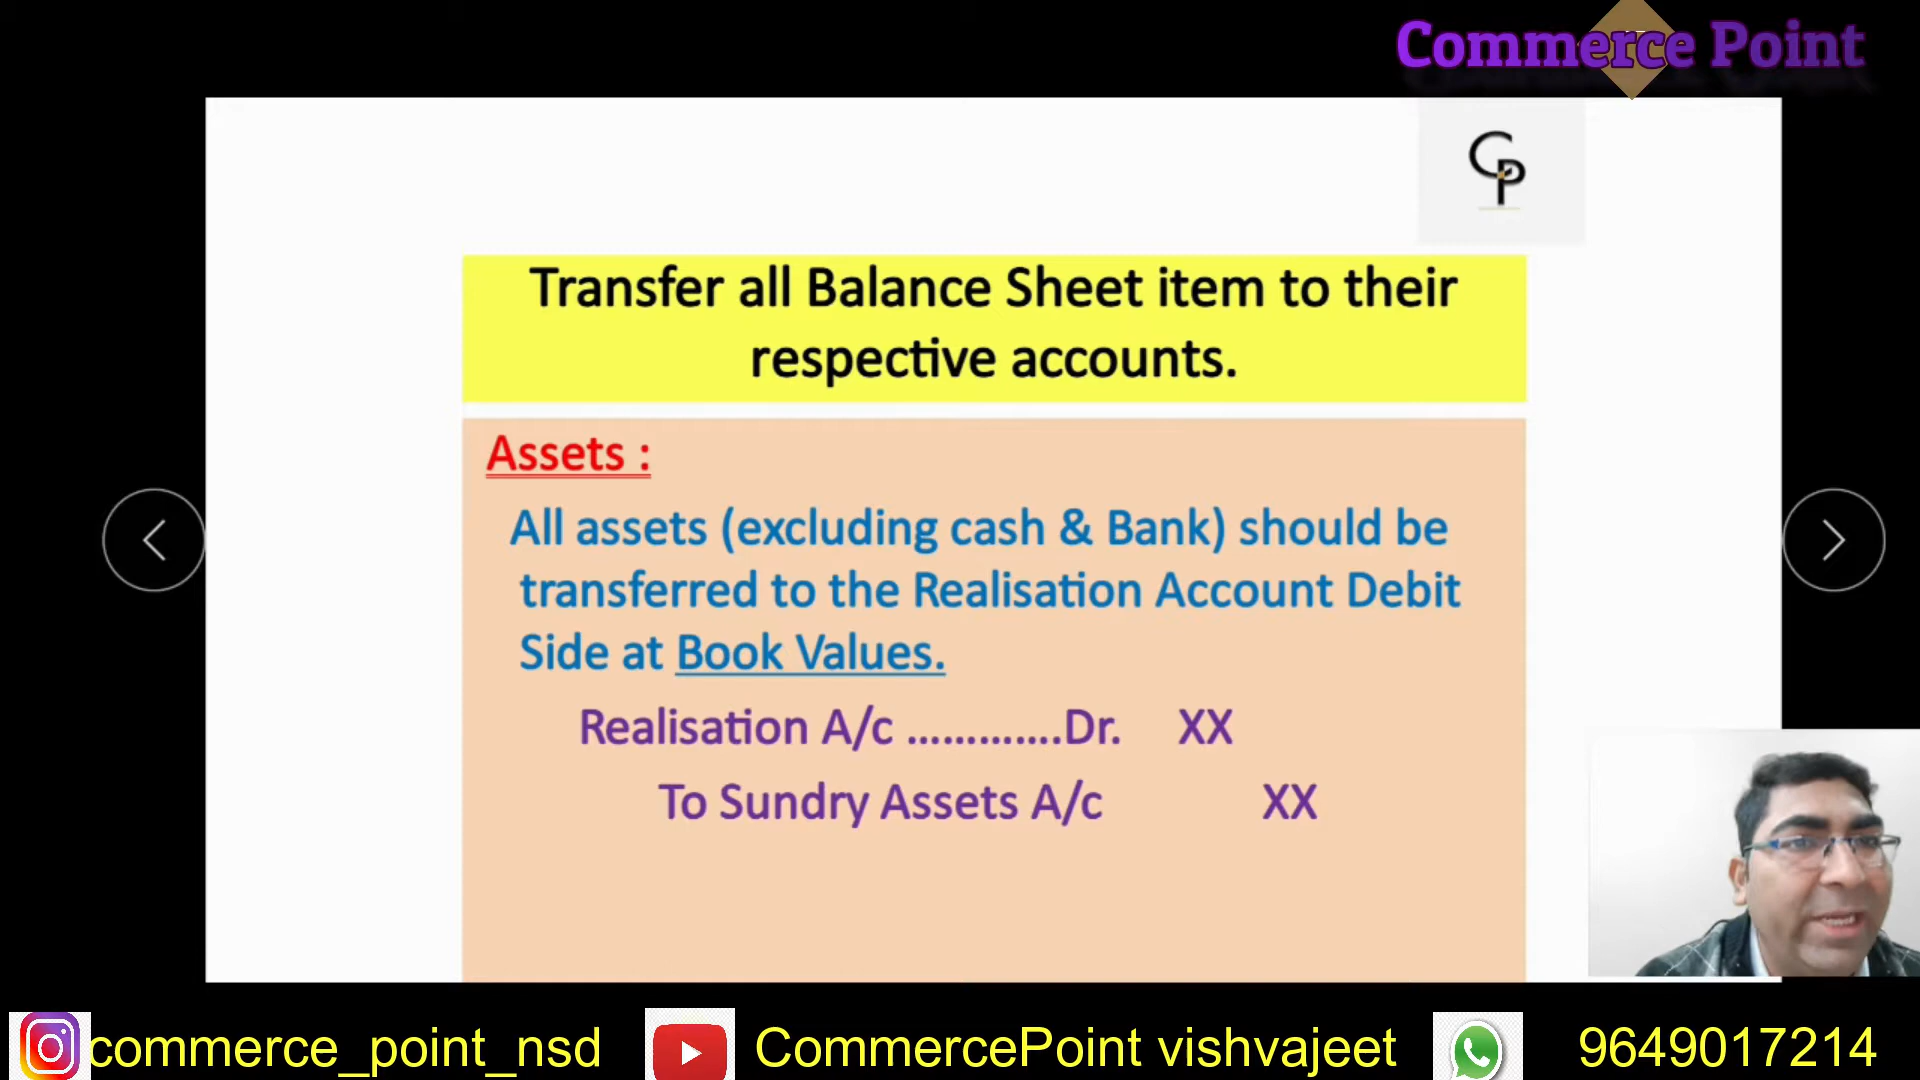 Commerce Point
CP
Transfer all Balance Sheet item to their
respective accounts.
Assets :
All assets (excluding cash & Bank) should be
transferred to the Realisation Account Debit
Side at Book Values.
Realisation A/c .............Dr. XX
To Sundry Assets A/c XX
commerce_point_nsd CommercePoint vishvajeet 9649017214